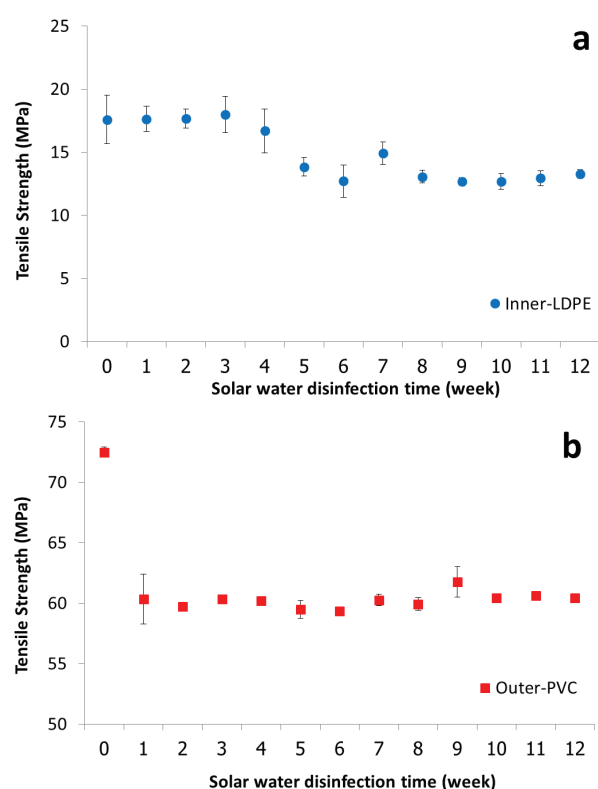 a
25
20
15
10
5
0
Tensile Strength (MPa)
Inner-LDPE
0 1 2 3 4 5 6 7 8 9 10 11 12
Solar water disinfection time (week)
b
75
70
65
60
55
50
Tensile Strength (MPa)
Outer-PVC
0 1 2 3 4 5 6 7 8 9 10 11 12
Solar water disinfection time (week)